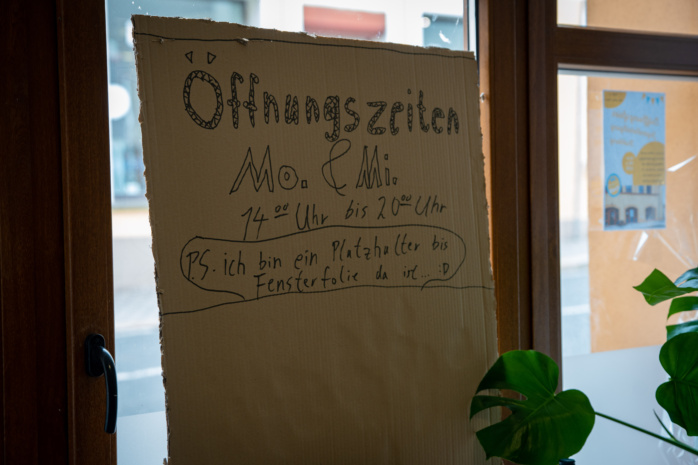 Öffnungszeiten
Mo. & Mi.
14⁰⁰ Uhr bis 20⁰⁰ Uhr
P.S. ich bin ein Platzhalter bis
Fensterfolie da ist... :D